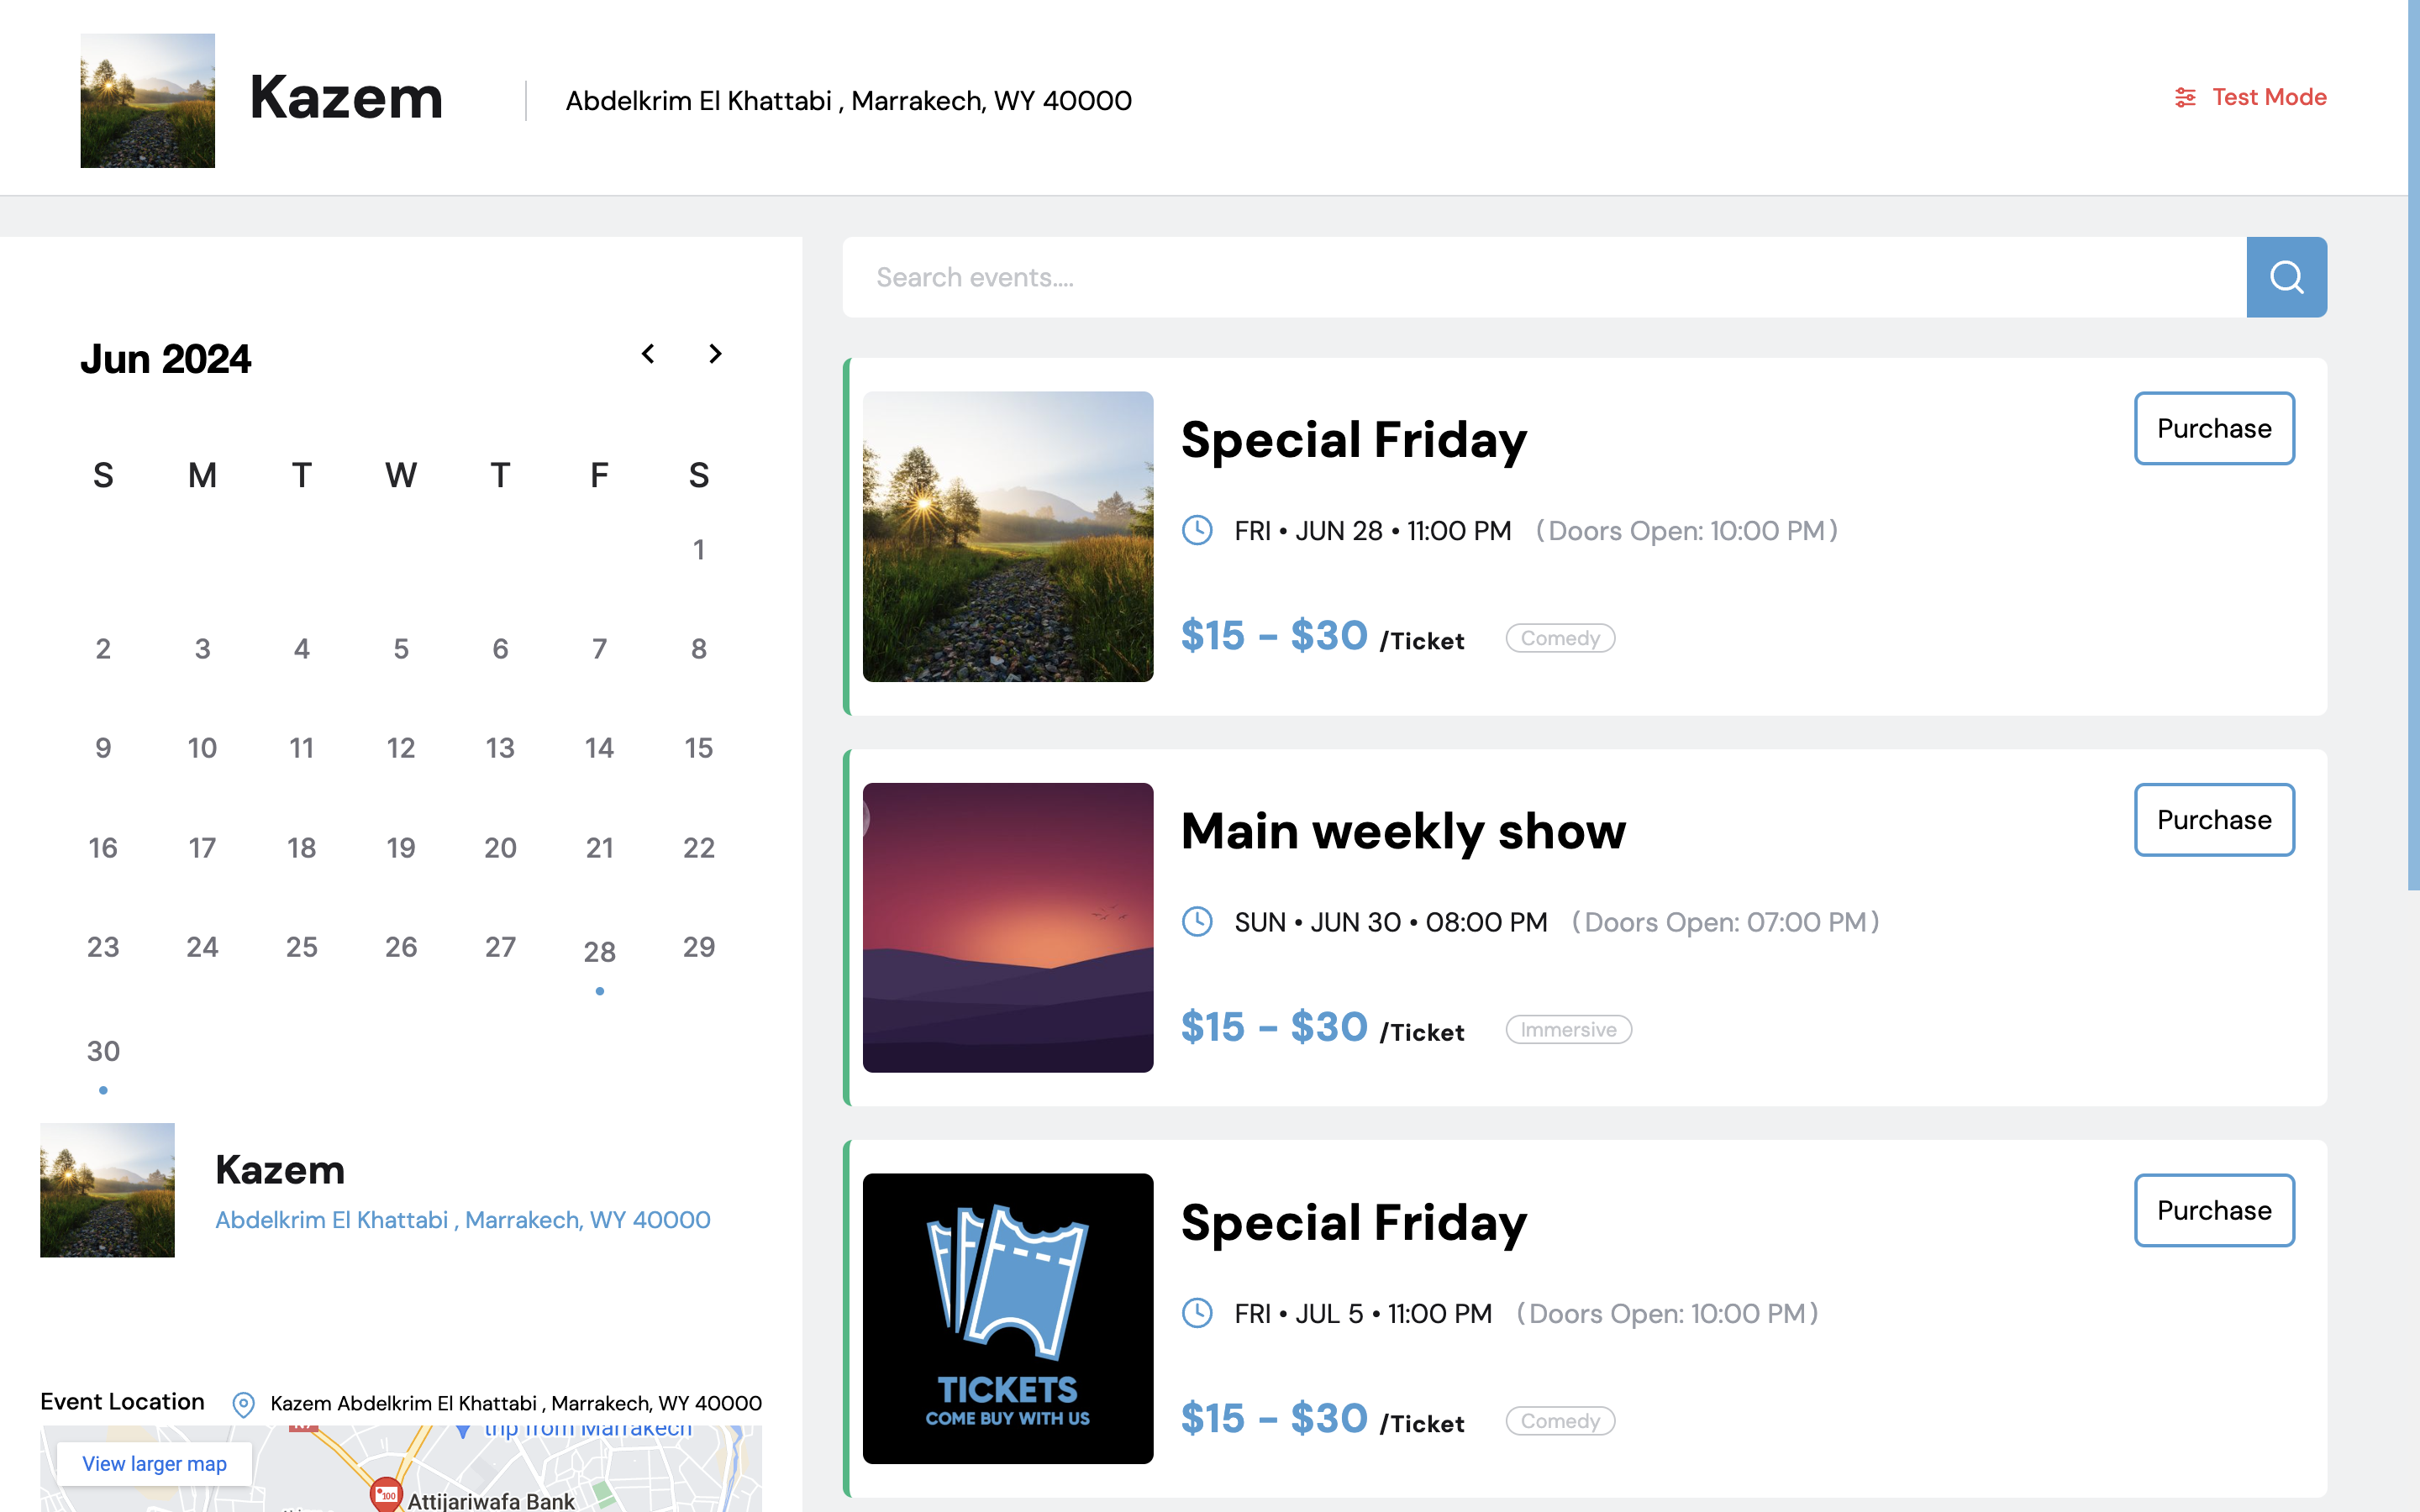 Kazem
Abdelkrim El Khattabi , Marrakech, WY 40000
Test Mode
Jun 2024
S M T W T F S
1
2 3 4 5 6 7 8
9 10 11 12 13 14 15
16 17 18 19 20 21 22
23 24 25 26 27 28 29
30
Kazem
Abdelkrim El Khattabi , Marrakech, WY 40000
Event Location
Kazem Abdelkrim El Khattabi , Marrakech, WY 40000
trip from Marrakech
View larger map
100
Attijariwafa Bank
Search events....
Special Friday
Purchase
FRI • JUN 28 • 11:00 PM (Doors Open: 10:00 PM)
$15 - $30 /Ticket
Comedy
Main weekly show
Purchase
SUN • JUN 30 • 08:00 PM (Doors Open: 07:00 PM)
$15 - $30 /Ticket
Immersive
TICKETS
COME BUY WITH US
Special Friday
Purchase
FRI • JUL 5 • 11:00 PM (Doors Open: 10:00 PM)
$15 - $30 /Ticket
Comedy